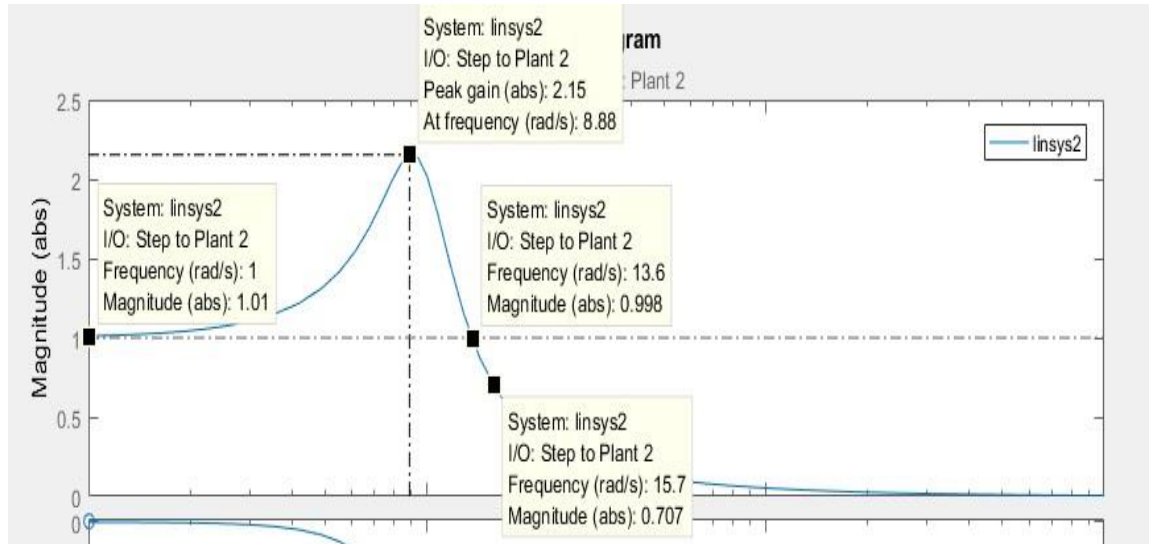 System: linsys2
I/O: Step to Plant 2
Peak gain (abs): 2.15
At frequency (rad/s): 8.88
gram
: Plant 2
linsys2
Magnitude (abs)
2.5
2
1.5
1
0.5
0
0
System: linsys2
I/O: Step to Plant 2
Frequency (rad/s): 1
Magnitude (abs): 1.01
System: linsys2
I/O: Step to Plant 2
Frequency (rad/s): 13.6
Magnitude (abs): 0.998
System: linsys2
I/O: Step to Plant 2
Frequency (rad/s): 15.7
Magnitude (abs): 0.707